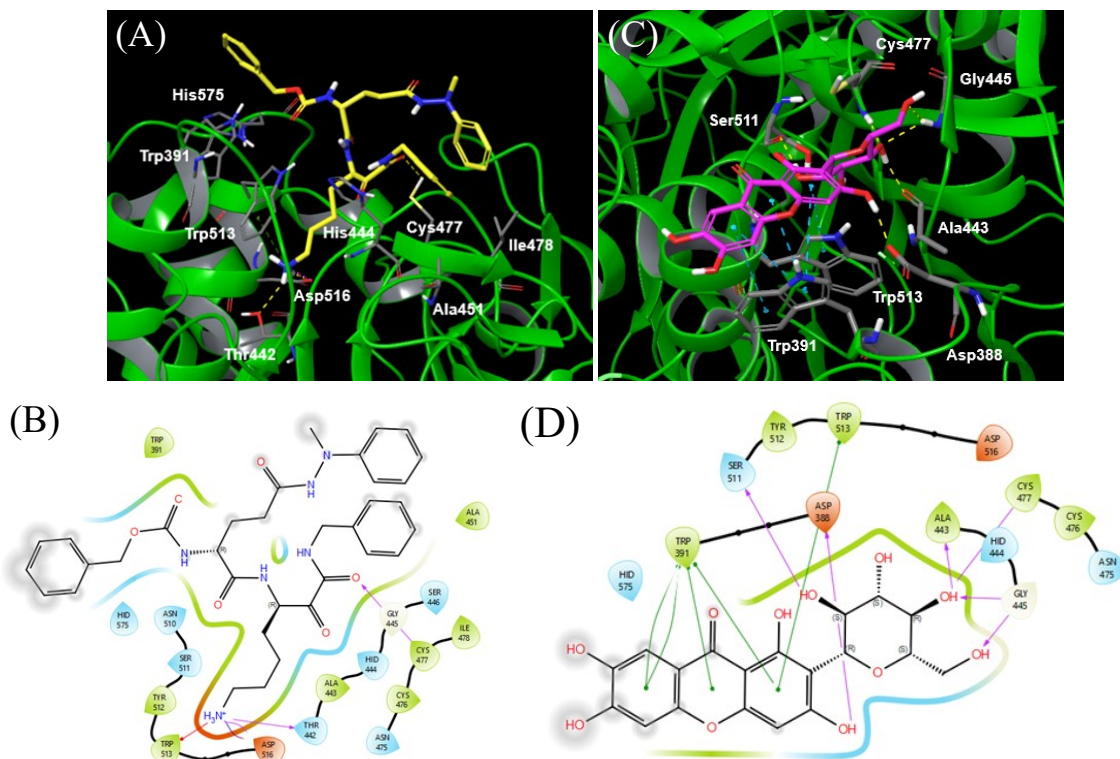 (A)
His575
Trp391
Trp513
His444
Cys477
Ile478
Asp516
Ala451
Thr442
(C)
Cys477
Gly445
Ser511
Ala443
Trp513
Trp391
Asp388
(B)
TRP
391
N
O
NH
N
H
O
C
O
NH
(R)
HN
O
NH
O
O
(R)
O
H₃N⁺
ALA
451
SER
446
GLY
445
ILE
478
CYS
477
HID
444
ALA
443
CYS
476
THR
442
ASN
475
HID
575
ASN
510
SER
511
TYR
512
TRP
513
ASP
516
(D)
TYR
512
TRP
513
ASP
516
SER
511
ASP
388
CYS
477
ALA
443
CYS
476
HID
444
ASN
475
TRP
391
HID
575
GLY
445
HO
O
OH
HO
(S)
HO
(S)
(R)
OH
(R)
(S)
O
OH
HO
O
OH